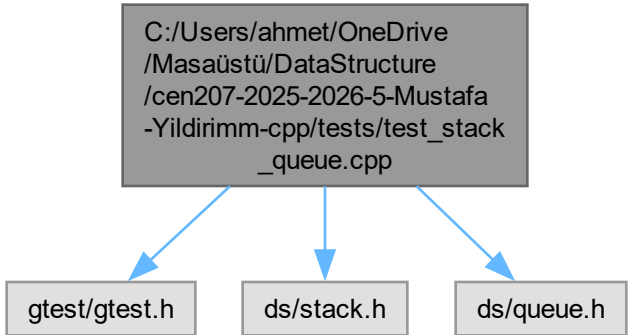 C:/Users/ahmet/OneDrive
/Masaüstü/DataStructure
/cen207-2025-2026-5-Mustafa
-Yildirimm-cpp/tests/test_stack
_queue.cpp
gtest/gtest.h
ds/stack.h
ds/queue.h